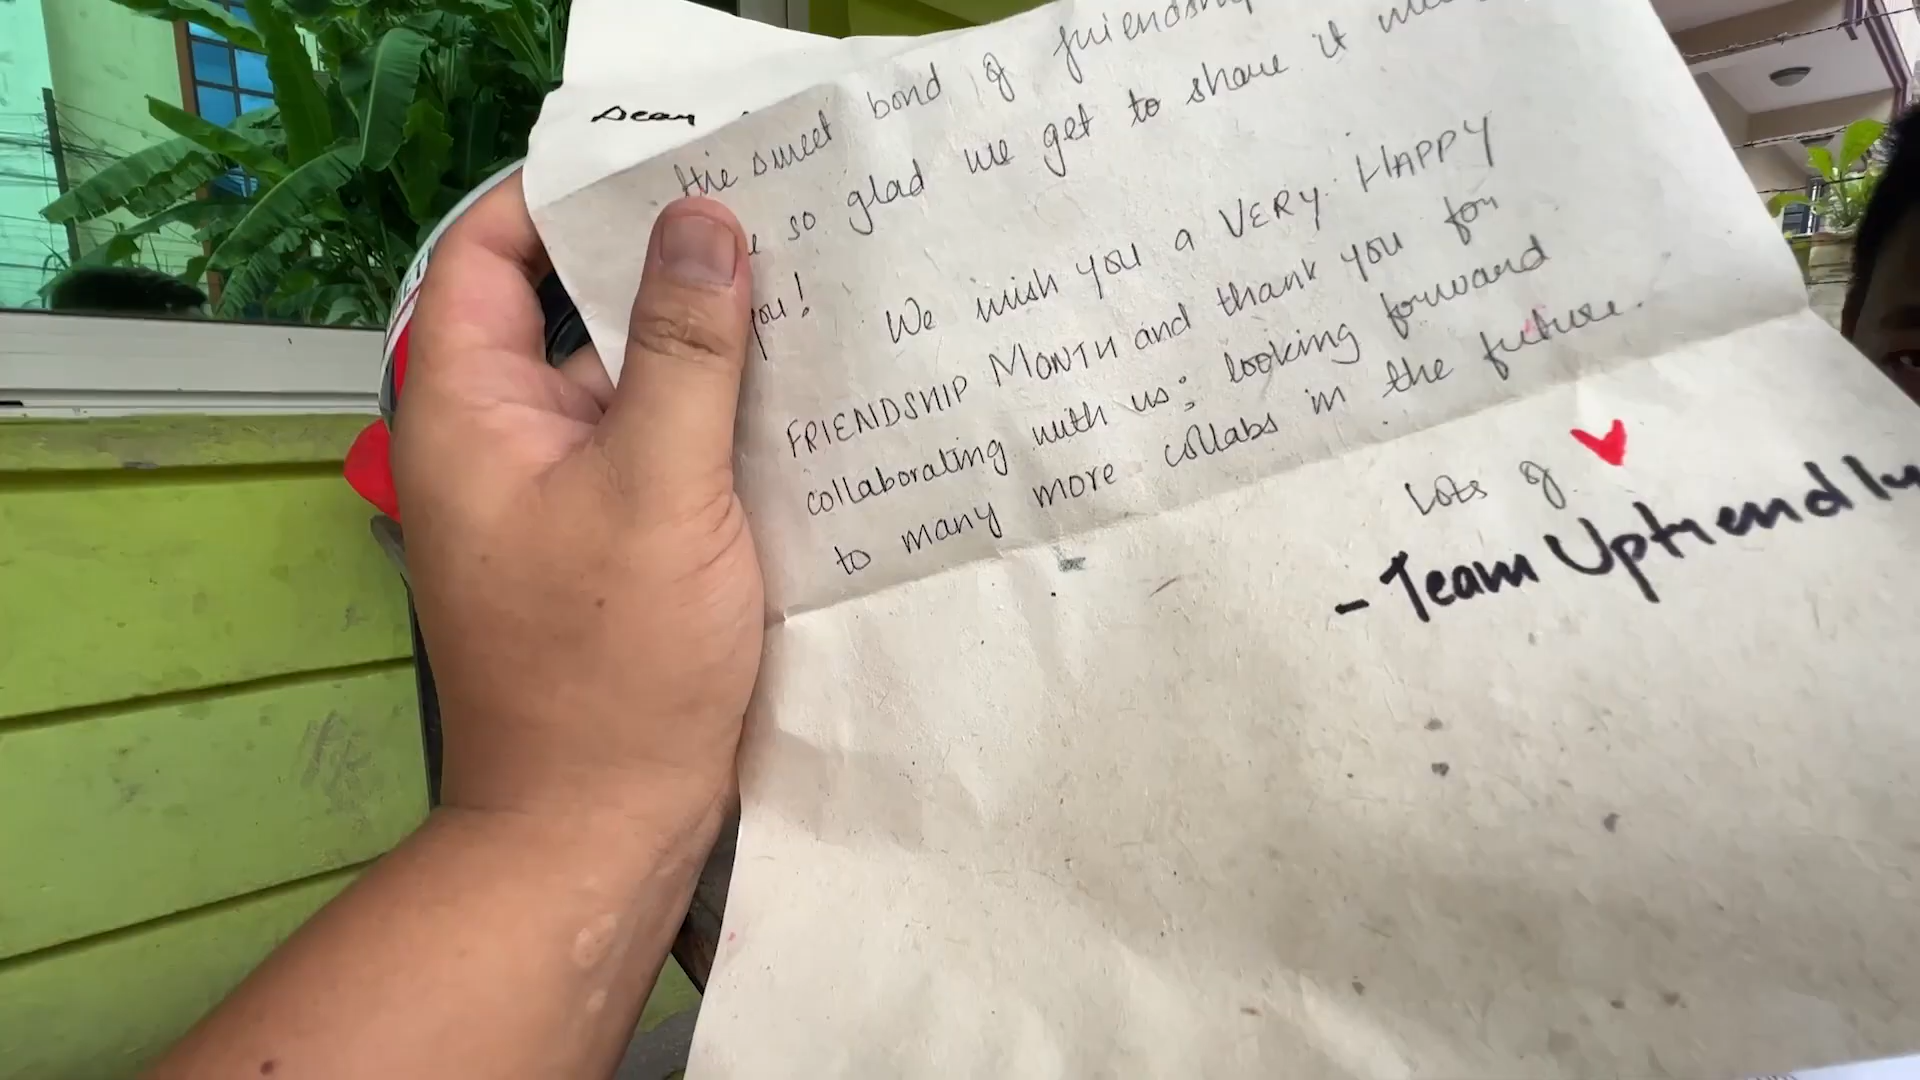 Dear
the sweet bond of friendship
so glad we get to share it
you! We wish you a VERY HAPPY
FRIENDSHIP MONTH and thank you for
collaborating with us; looking forward
to many more collabs in the future.
Lots of ♥
- Team Uptrendly